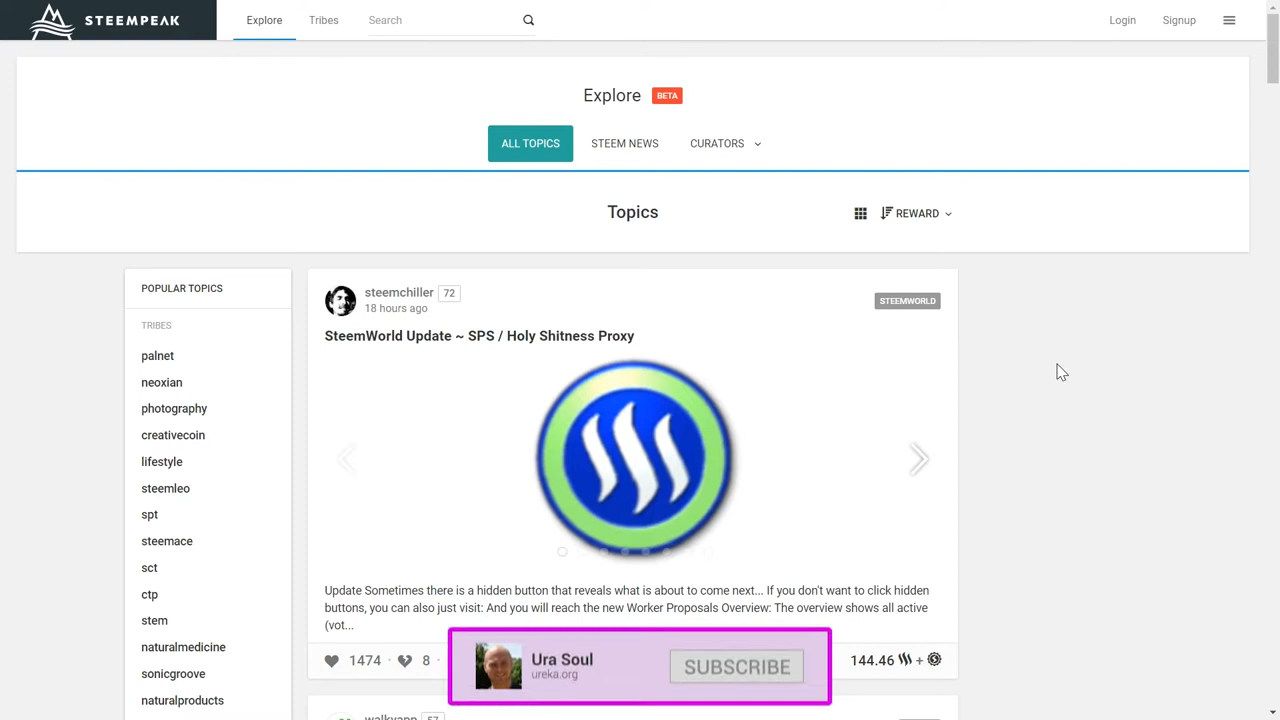 STEEMPEAK
Explore
Tribes
Search
Login
Signup
Explore BETA
ALL TOPICS
STEEM NEWS
CURATORS
Topics
REWARD
POPULAR TOPICS
TRIBES
palnet
neoxian
photography
creativecoin
lifestyle
steemleo
spt
steemace
sct
ctp
stem
naturalmedicine
sonicgroove
naturalproducts
steemchiller 72
18 hours ago
STEEMWORLD
SteemWorld Update ~ SPS / Holy Shitness Proxy
Update Sometimes there is a hidden button that reveals what is about to come next... If you don't want to click hidden
buttons, you can also just visit: And you will reach the new Worker Proposals Overview: The overview shows all active
(vot...
1474 · 8 ·
144.46 +
Ura Soul
ureka.org
SUBSCRIBE
walkyapp 57